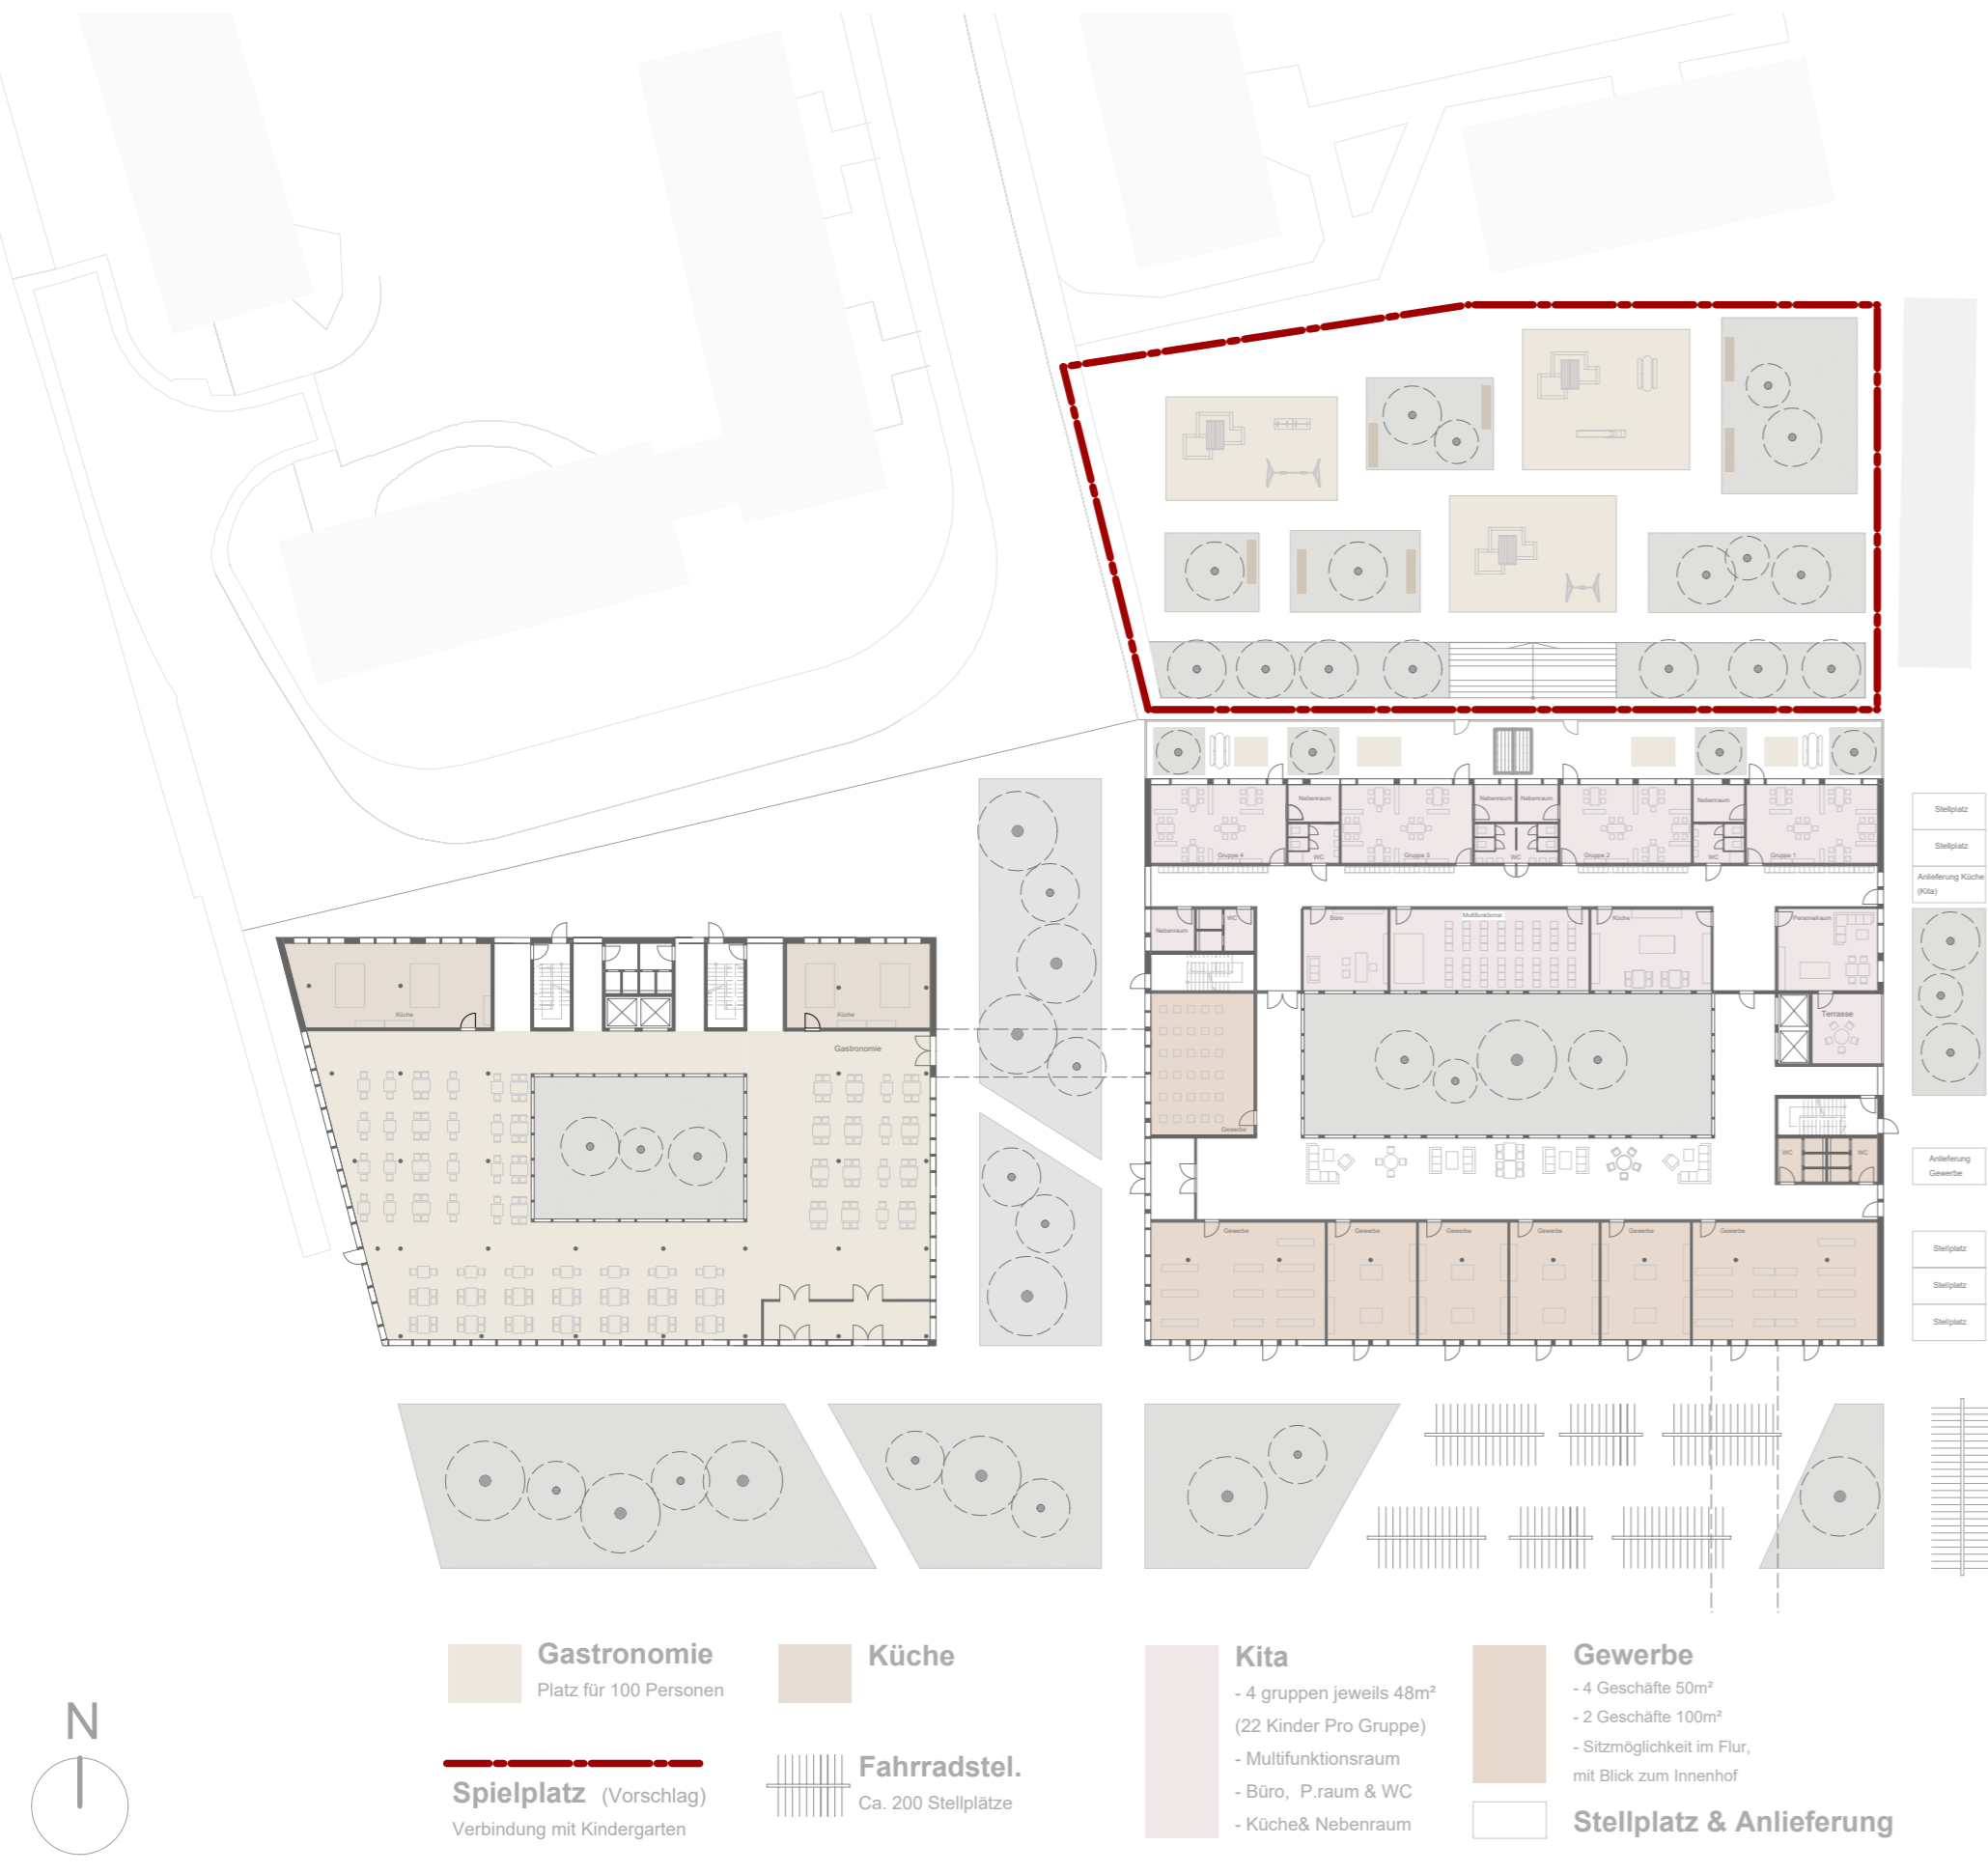 Stellplatz
Stellplatz
Anlieferung Küche
(Kita)
Nebenraum
Nebenraum
Nebenraum
Nebenraum
Gruppe 4
WC
Gruppe 3
WC
Gruppe 2
WC
Gruppe 1
Nebenraum
WC
Büro
Multifunktionsr.
Küche
Personalraum
Küche
Küche
Gastronomie
Terrasse
Gewerbe
WC
WC
Anlieferung
Gewerbe
Gewerbe
Gewerbe
Gewerbe
Gewerbe
Gewerbe
Gewerbe
Stellplatz
Stellplatz
Stellplatz
N
Gastronomie
Platz für 100 Personen
Küche
Spielplatz (Vorschlag)
Verbindung mit Kindergarten
Fahrradstel.
Ca. 200 Stellplätze
Kita
- 4 gruppen jeweils 48m²
(22 Kinder Pro Gruppe)
- Multifunktionsraum
- Büro, P.raum & WC
- Küche& Nebenraum
Gewerbe
- 4 Geschäfte 50m²
- 2 Geschäfte 100m²
- Sitzmöglichkeit im Flur,
mit Blick zum Innenhof
Stellplatz & Anlieferung